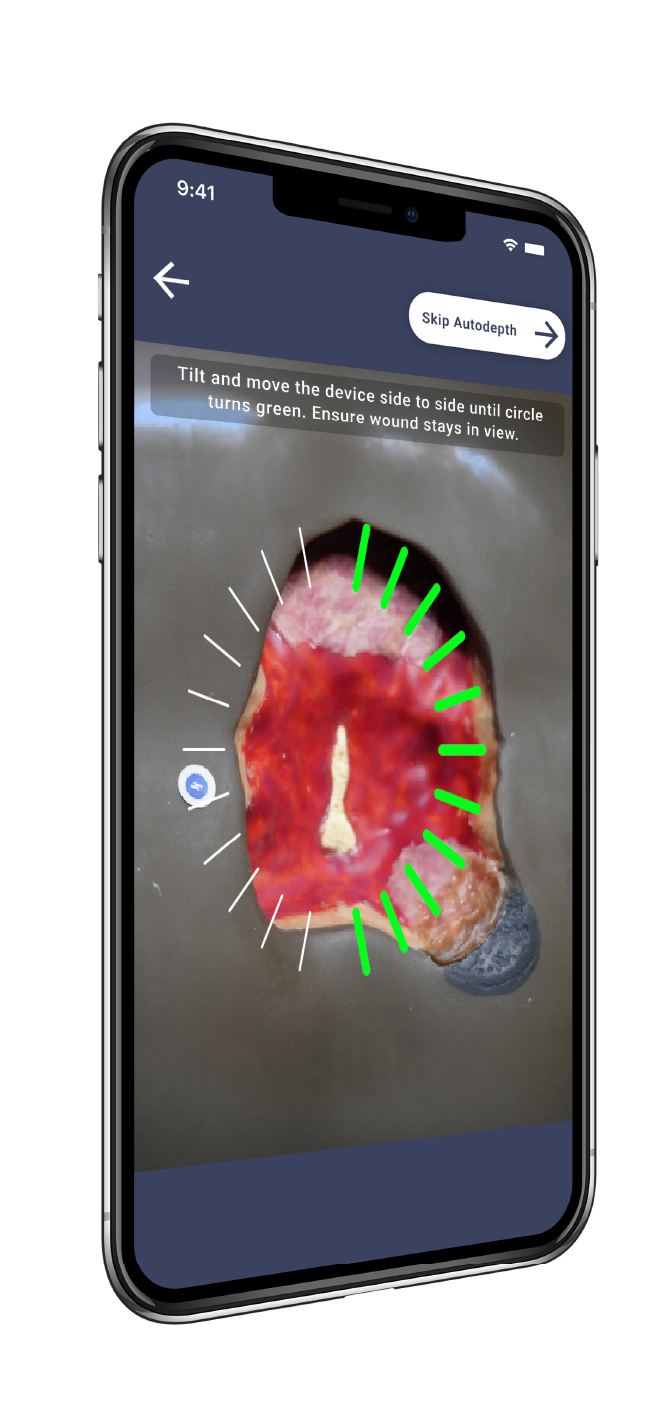 9:41
Skip Autodepth
Tilt and move the device side to side until circle
turns green. Ensure wound stays in view.